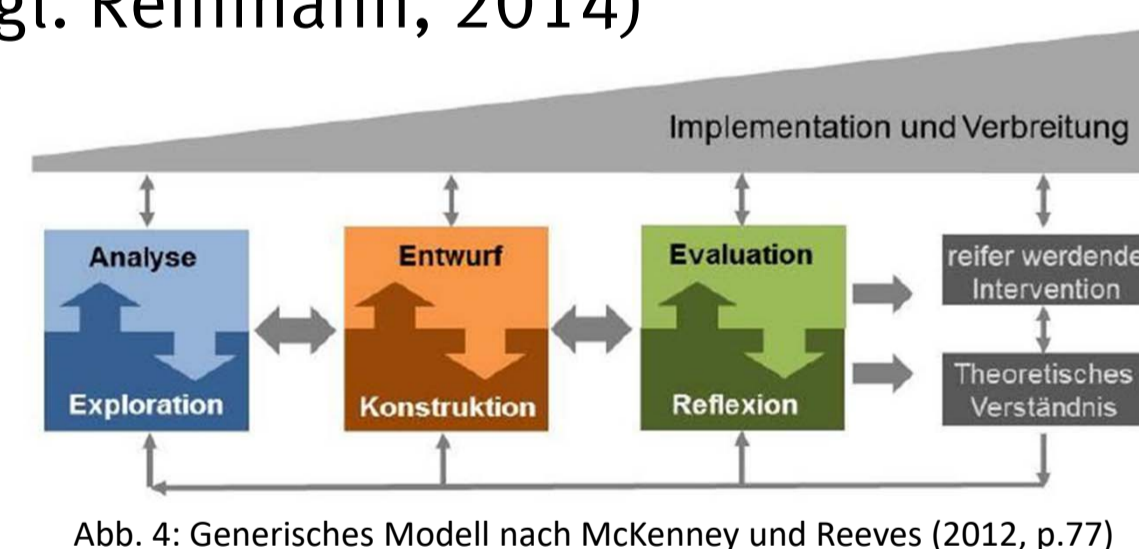 gl. Reinmann, 2014)
Implementation und Verbreitung
Analyse
Exploration
Entwurf
Konstruktion
Evaluation
Reflexion
reifer werdende
Intervention
Theoretisches
Verständnis
Abb. 4: Generisches Modell nach McKenney und Reeves (2012, p.77)